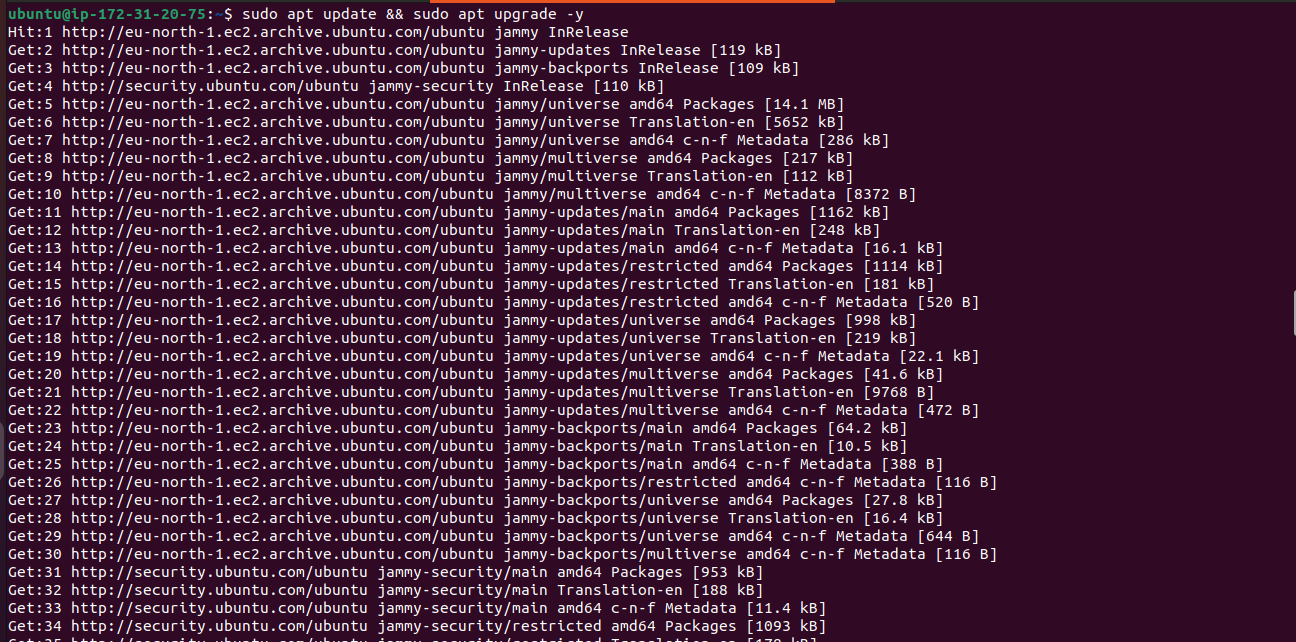 ubuntu@ip-172-31-20-75:~$ sudo apt update && sudo apt upgrade -y
Hit:1 http://eu-north-1.ec2.archive.ubuntu.com/ubuntu jammy InRelease
Get:2 http://eu-north-1.ec2.archive.ubuntu.com/ubuntu jammy-updates InRelease [119 kB]
Get:3 http://eu-north-1.ec2.archive.ubuntu.com/ubuntu jammy-backports InRelease [109 kB]
Get:4 http://security.ubuntu.com/ubuntu jammy-security InRelease [110 kB]
Get:5 http://eu-north-1.ec2.archive.ubuntu.com/ubuntu jammy/universe amd64 Packages [14.1 MB]
Get:6 http://eu-north-1.ec2.archive.ubuntu.com/ubuntu jammy/universe Translation-en [5652 kB]
Get:7 http://eu-north-1.ec2.archive.ubuntu.com/ubuntu jammy/universe amd64 c-n-f Metadata [286 kB]
Get:8 http://eu-north-1.ec2.archive.ubuntu.com/ubuntu jammy/multiverse amd64 Packages [217 kB]
Get:9 http://eu-north-1.ec2.archive.ubuntu.com/ubuntu jammy/multiverse Translation-en [112 kB]
Get:10 http://eu-north-1.ec2.archive.ubuntu.com/ubuntu jammy/multiverse amd64 c-n-f Metadata [8372 B]
Get:11 http://eu-north-1.ec2.archive.ubuntu.com/ubuntu jammy-updates/main amd64 Packages [1162 kB]
Get:12 http://eu-north-1.ec2.archive.ubuntu.com/ubuntu jammy-updates/main Translation-en [248 kB]
Get:13 http://eu-north-1.ec2.archive.ubuntu.com/ubuntu jammy-updates/main amd64 c-n-f Metadata [16.1 kB]
Get:14 http://eu-north-1.ec2.archive.ubuntu.com/ubuntu jammy-updates/restricted amd64 Packages [1114 kB]
Get:15 http://eu-north-1.ec2.archive.ubuntu.com/ubuntu jammy-updates/restricted Translation-en [181 kB]
Get:16 http://eu-north-1.ec2.archive.ubuntu.com/ubuntu jammy-updates/restricted amd64 c-n-f Metadata [520 B]
Get:17 http://eu-north-1.ec2.archive.ubuntu.com/ubuntu jammy-updates/universe amd64 Packages [998 kB]
Get:18 http://eu-north-1.ec2.archive.ubuntu.com/ubuntu jammy-updates/universe Translation-en [219 kB]
Get:19 http://eu-north-1.ec2.archive.ubuntu.com/ubuntu jammy-updates/universe amd64 c-n-f Metadata [22.1 kB]
Get:20 http://eu-north-1.ec2.archive.ubuntu.com/ubuntu jammy-updates/multiverse amd64 Packages [41.6 kB]
Get:21 http://eu-north-1.ec2.archive.ubuntu.com/ubuntu jammy-updates/multiverse Translation-en [9768 B]
Get:22 http://eu-north-1.ec2.archive.ubuntu.com/ubuntu jammy-updates/multiverse amd64 c-n-f Metadata [472 B]
Get:23 http://eu-north-1.ec2.archive.ubuntu.com/ubuntu jammy-backports/main amd64 Packages [64.2 kB]
Get:24 http://eu-north-1.ec2.archive.ubuntu.com/ubuntu jammy-backports/main Translation-en [10.5 kB]
Get:25 http://eu-north-1.ec2.archive.ubuntu.com/ubuntu jammy-backports/main amd64 c-n-f Metadata [388 B]
Get:26 http://eu-north-1.ec2.archive.ubuntu.com/ubuntu jammy-backports/restricted amd64 c-n-f Metadata [116 B]
Get:27 http://eu-north-1.ec2.archive.ubuntu.com/ubuntu jammy-backports/universe amd64 Packages [27.8 kB]
Get:28 http://eu-north-1.ec2.archive.ubuntu.com/ubuntu jammy-backports/universe Translation-en [16.4 kB]
Get:29 http://eu-north-1.ec2.archive.ubuntu.com/ubuntu jammy-backports/universe amd64 c-n-f Metadata [644 B]
Get:30 http://eu-north-1.ec2.archive.ubuntu.com/ubuntu jammy-backports/multiverse amd64 c-n-f Metadata [116 B]
Get:31 http://security.ubuntu.com/ubuntu jammy-security/main amd64 Packages [953 kB]
Get:32 http://security.ubuntu.com/ubuntu jammy-security/main Translation-en [188 kB]
Get:33 http://security.ubuntu.com/ubuntu jammy-security/main amd64 c-n-f Metadata [11.4 kB]
Get:34 http://security.ubuntu.com/ubuntu jammy-security/restricted amd64 Packages [1093 kB]